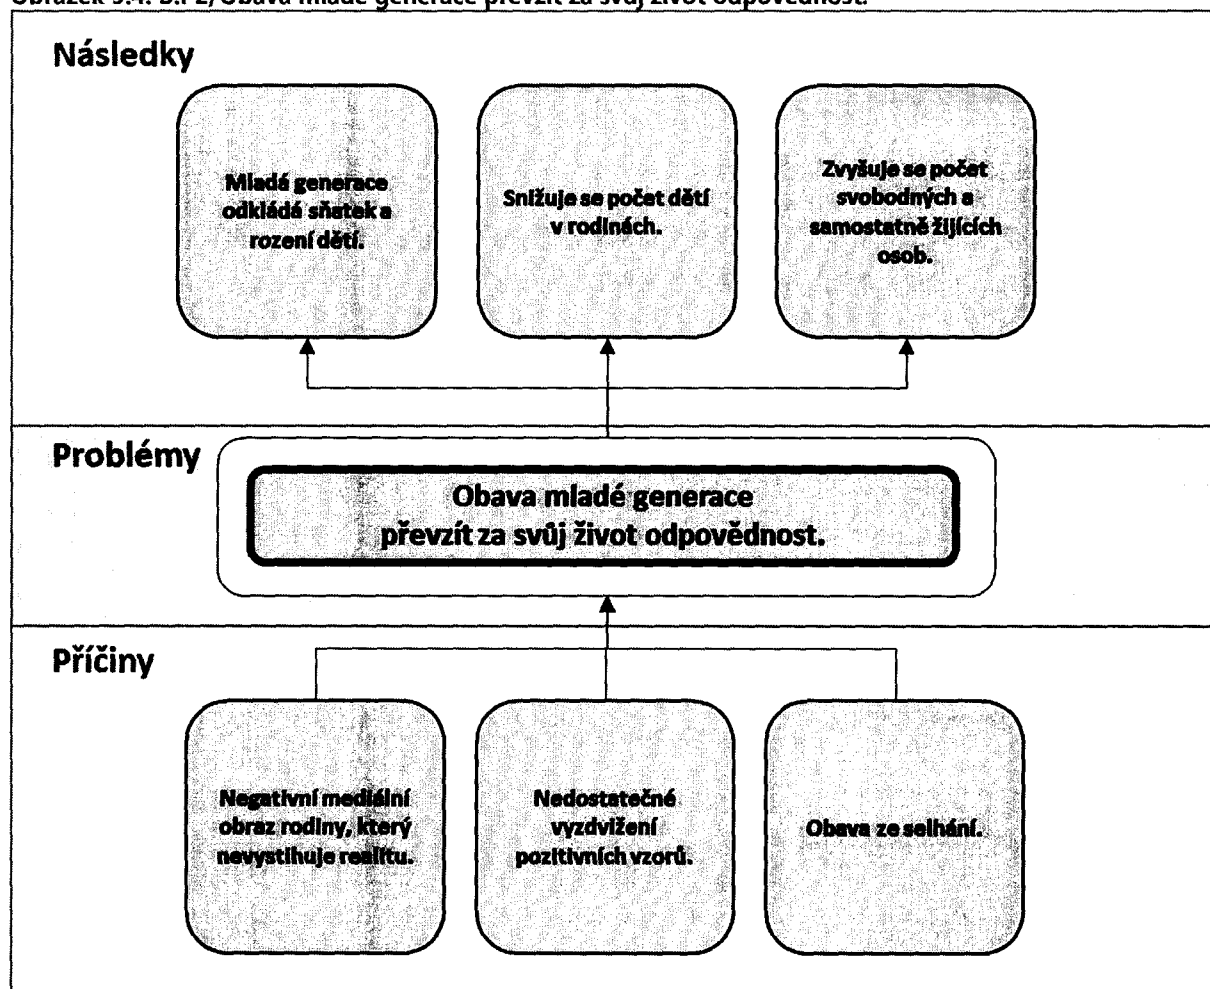 Následky
Mladá generace
odkládá sňatek a
rození dětí.
Snižuje se počet dětí
v rodinách.
Zvyšuje se počet
svobodných a
samostatně žijících
osob.
Problémy
Obava mladé generace
převzít za svůj život odpovědnost.
Příčiny
Negativní mediální
obraz rodiny, který
nevystihuje realitu.
Nedostatečné
vyzdvižení
pozitivních vzorů.
Obava ze selhání.